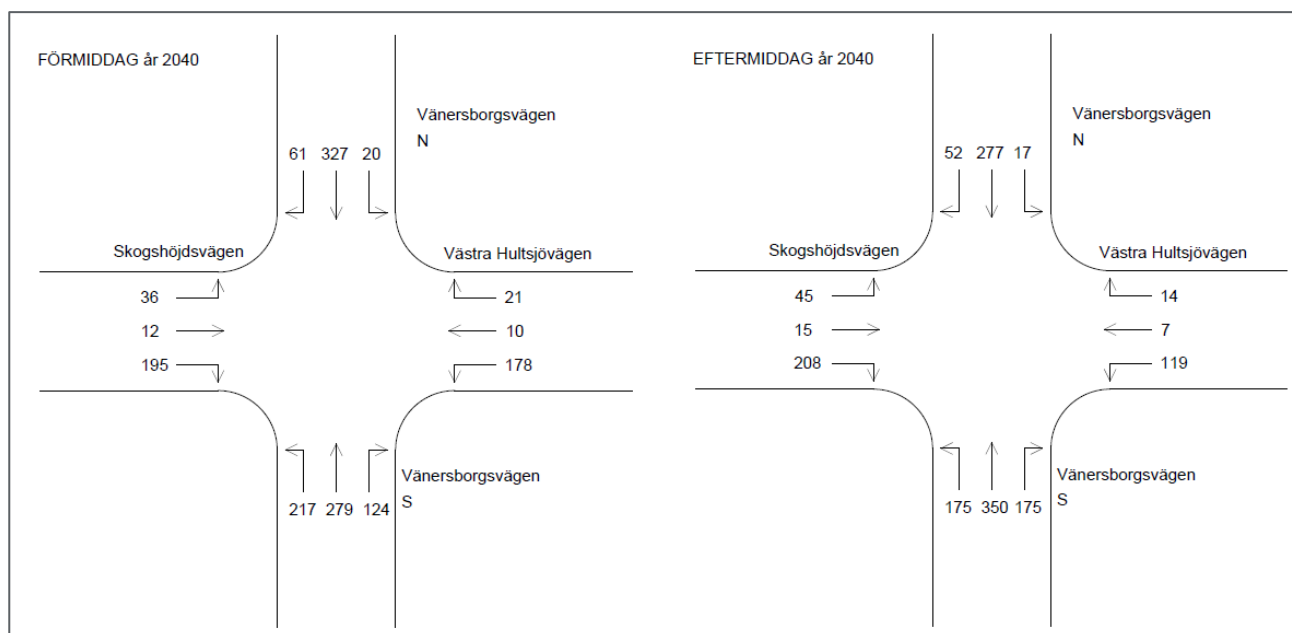 FÖRMIDDAG år 2040
Vänersborgsvägen
N
61 327 20
Skogshöjdsvägen
Västra Hultsjövägen
36
21
12
10
195
178
Vänersborgsvägen
S
217 279 124
EFTERMIDDAG år 2040
Vänersborgsvägen
N
52 277 17
Skogshöjdsvägen
Västra Hultsjövägen
45
14
15
7
208
119
Vänersborgsvägen
S
175 350 175